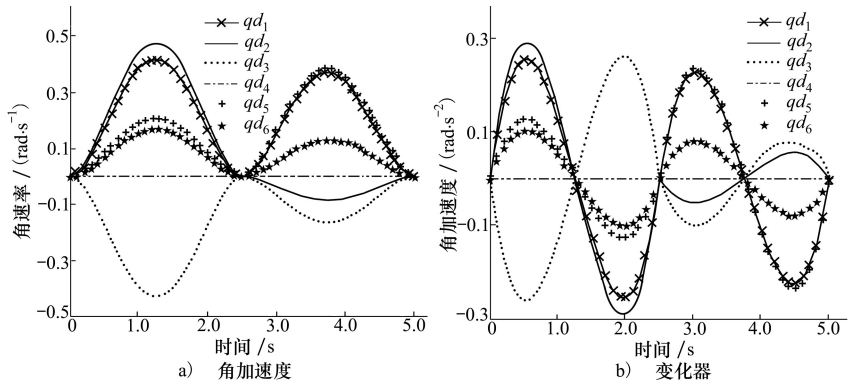 0.5
0.3
0.1
0
−0.1
−0.3
−0.5
角速率 / (rad·s⁻¹)
qd₁
qd₂
qd₃
qd₄
qd₅
qd₆
0
1.0
2.0
3.0
4.0
5.0
时间 /s
a) 角加速度
0.3
0.1
0
−0.1
−0.3
角加速度 / (rad·s⁻²)
qd₁
qd₂
qd₃
qd₄
qd₅
qd₆
0
1.0
2.0
3.0
4.0
5.0
时间 /s
b) 变化器